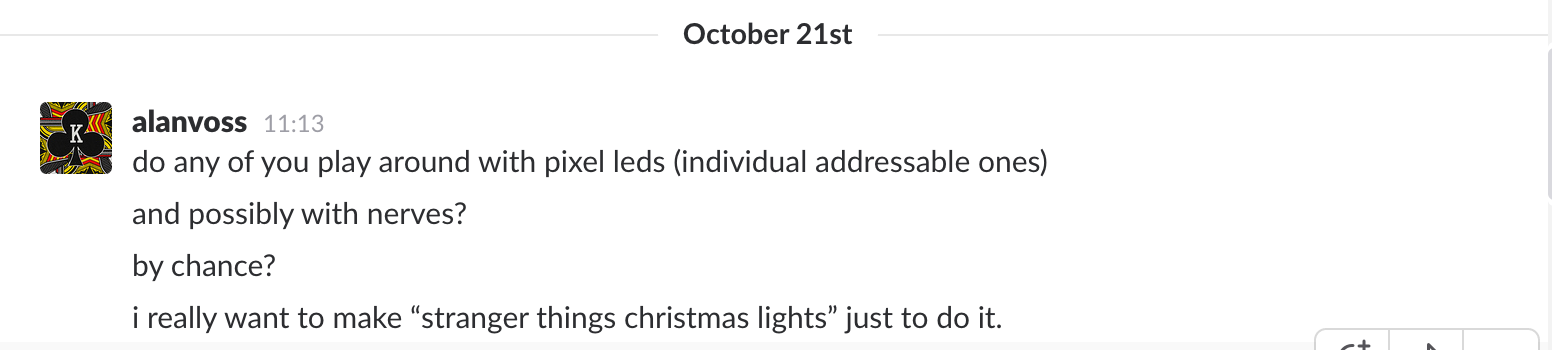 October 21st
K
alanvoss 11:13
do any of you play around with pixel leds (individual addressable ones)
and possibly with nerves?
by chance?
i really want to make “stranger things christmas lights” just to do it.